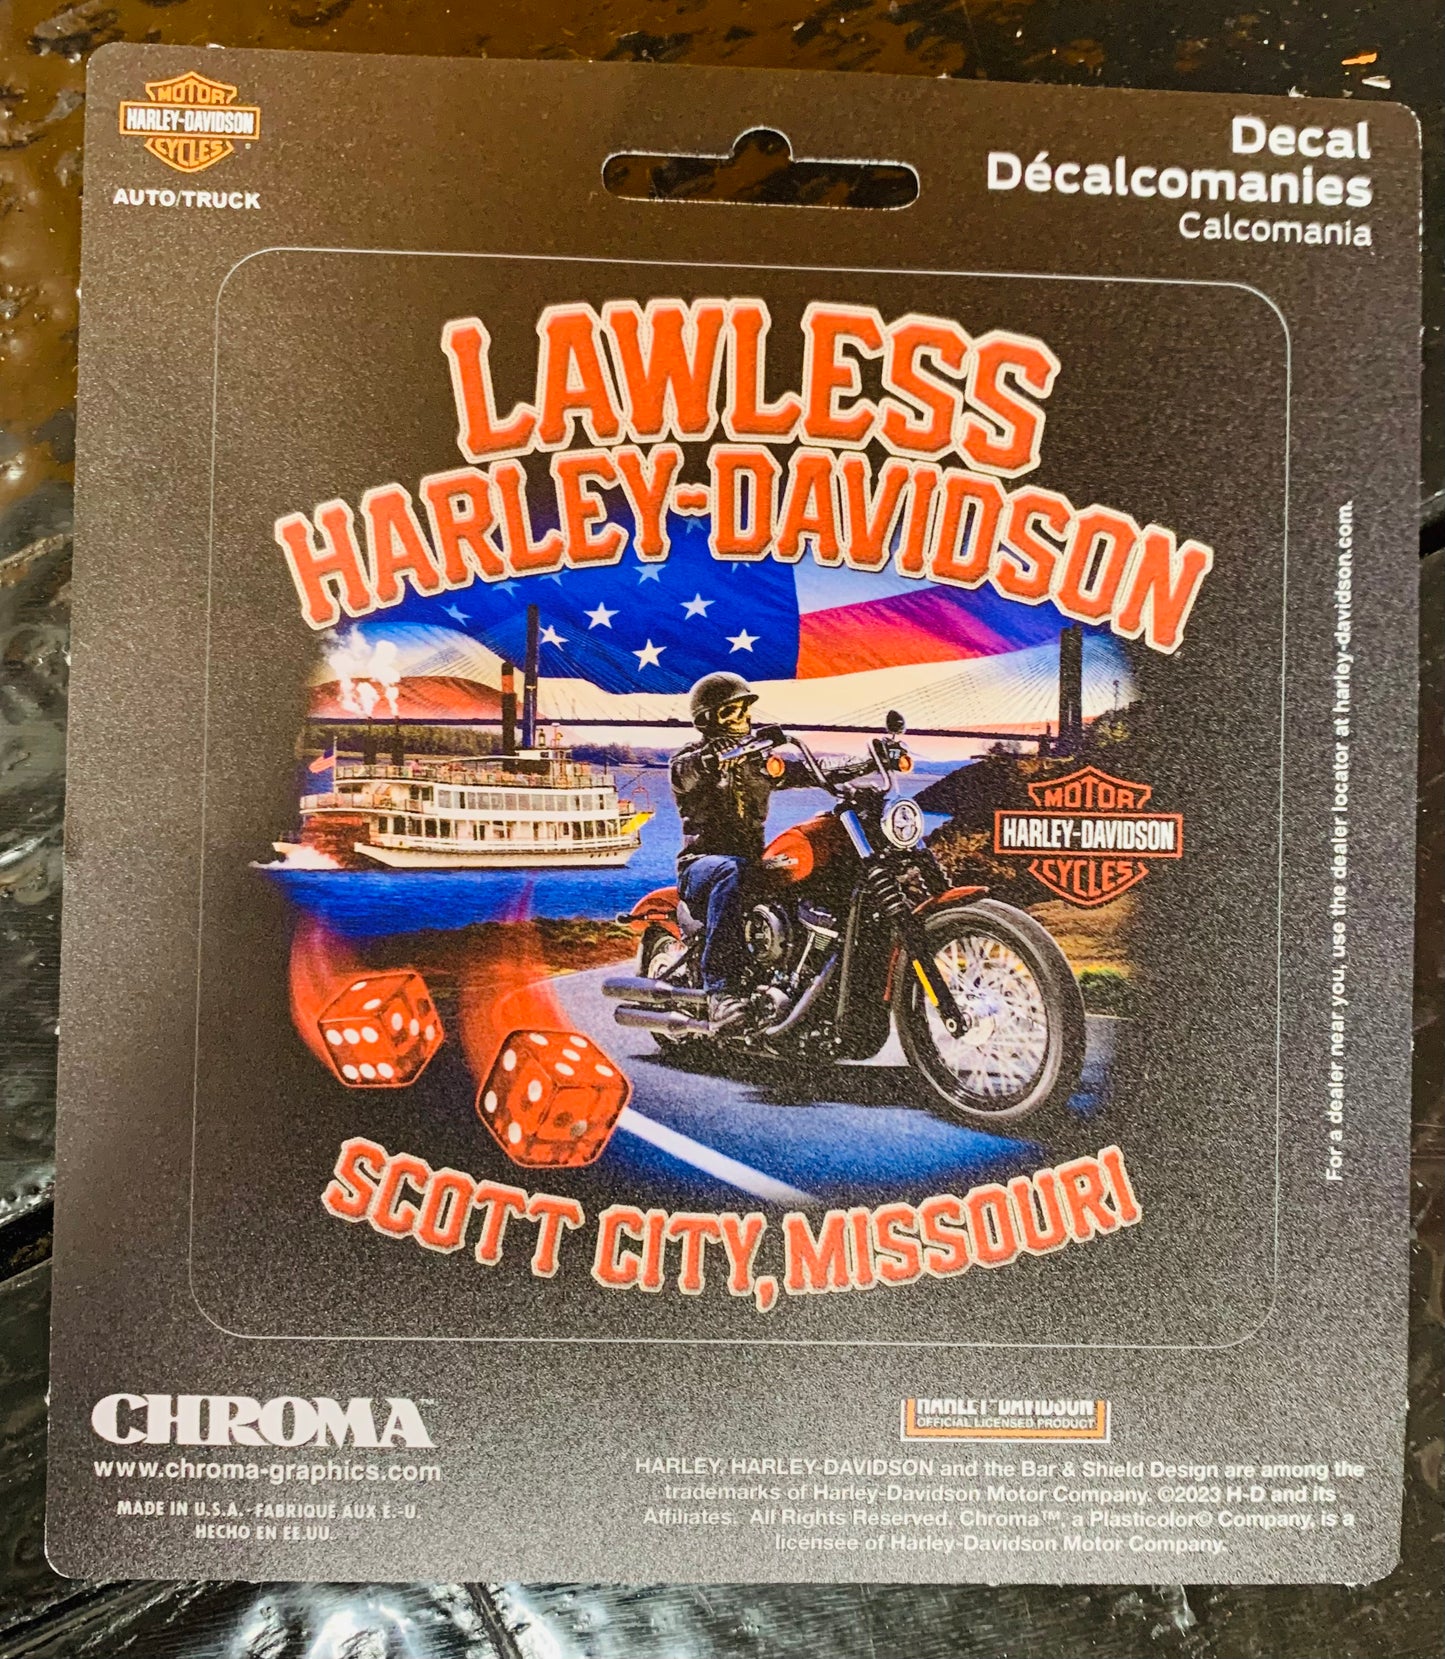 MOTOR
HARLEY-DAVIDSON
CYCLES
AUTO/TRUCK
Decal
Décalcomanies
Calcomania
LAWLESS
HARLEY-DAVIDSON
MOTOR
HARLEY-DAVIDSON
CYCLES
SCOTT CITY, MISSOURI
For a dealer near you, use the dealer locator at harley-davidson.com.
CHROMA™
www.chroma-graphics.com
MADE IN U.S.A. - FABRIQUÉ AUX É.-U.
HECHO EN EE.UU.
HARLEY-DAVIDSON
OFFICIAL LICENSED PRODUCT
HARLEY, HARLEY-DAVIDSON and the Bar & Shield Design are among the
trademarks of Harley-Davidson Motor Company. ©2023 H-D and its
Affiliates. All Rights Reserved. Chroma™, a Plasticolor© Company, is a
licensee of Harley-Davidson Motor Company.